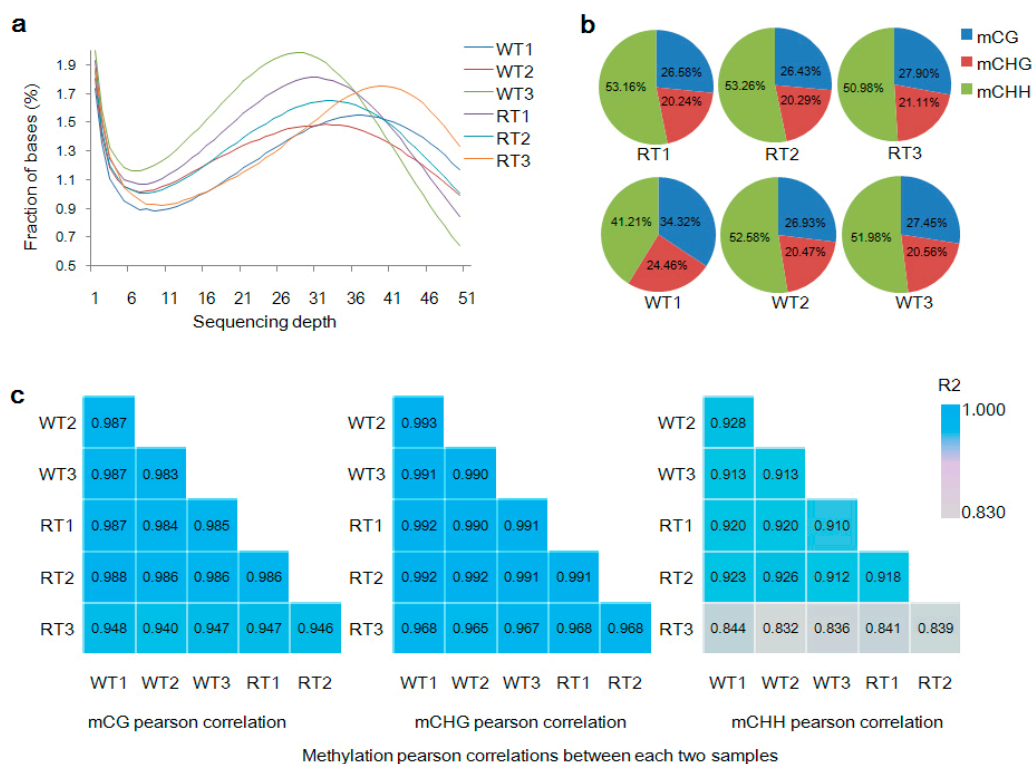 a
Fraction of bases (%)
1.9
1.7
1.5
1.3
1.1
0.9
0.7
0.5
1 6 11 16 21 26 31 36 41 46 51
Sequencing depth
WT1
WT2
WT3
RT1
RT2
RT3
b
53.16% 26.58% 20.24%
RT1
53.26% 26.43% 20.29%
RT2
50.98% 27.90% 21.11%
RT3
41.21% 34.32% 24.46%
WT1
52.58% 26.93% 20.47%
WT2
51.98% 27.45% 20.56%
WT3
mCG
mCHG
mCHH
c
WT2 0.987
WT3 0.987 0.983
RT1 0.987 0.984 0.985
RT2 0.988 0.986 0.986 0.986
RT3 0.948 0.940 0.947 0.947 0.946
WT1 WT2 WT3 RT1 RT2
mCG pearson correlation
WT2 0.993
WT3 0.991 0.990
RT1 0.992 0.990 0.991
RT2 0.992 0.992 0.991 0.991
RT3 0.968 0.965 0.967 0.968 0.968
WT1 WT2 WT3 RT1 RT2
mCHG pearson correlation
WT2 0.928
WT3 0.913 0.913
RT1 0.920 0.920 0.910
RT2 0.923 0.926 0.912 0.918
RT3 0.844 0.832 0.836 0.841 0.839
WT1 WT2 WT3 RT1 RT2
mCHH pearson correlation
R2
1.000
0.830
Methylation pearson correlations between each two samples